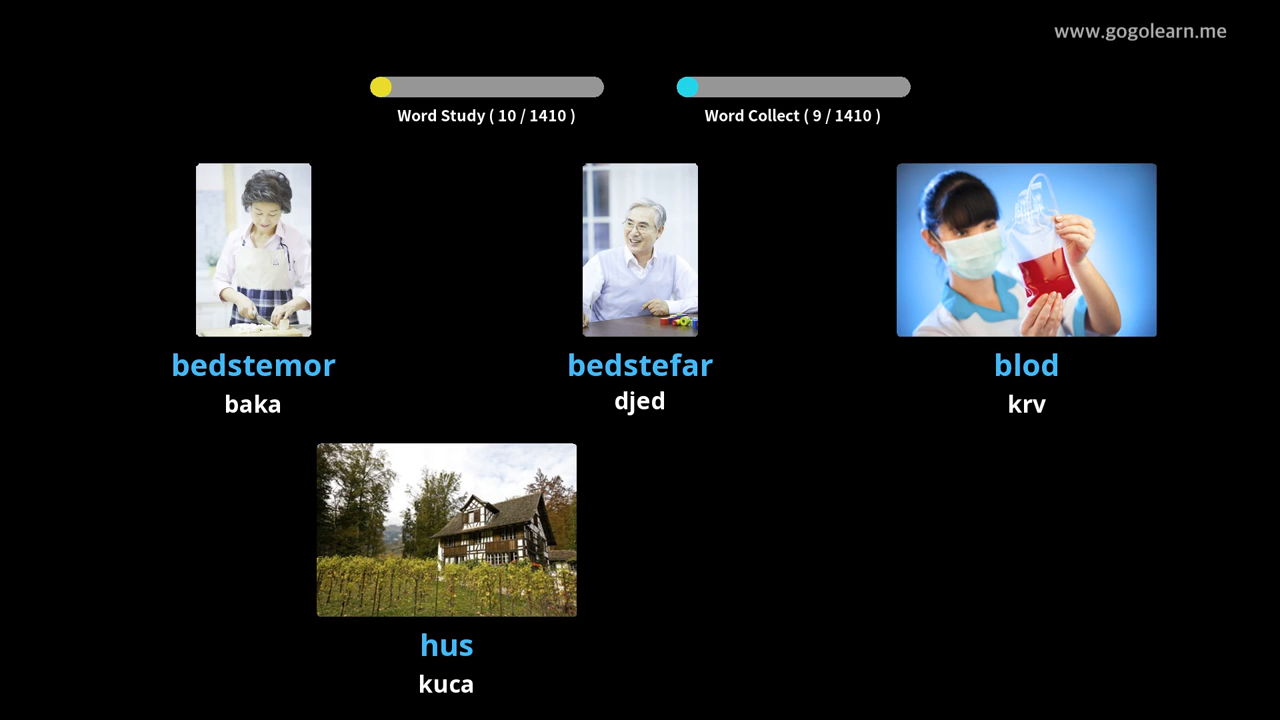 www.gogolearn.me
Word Study ( 10 / 1410 )
Word Collect ( 9 / 1410 )
bedstemor
baka
bedstefar
djed
blod
krv
hus
kuca